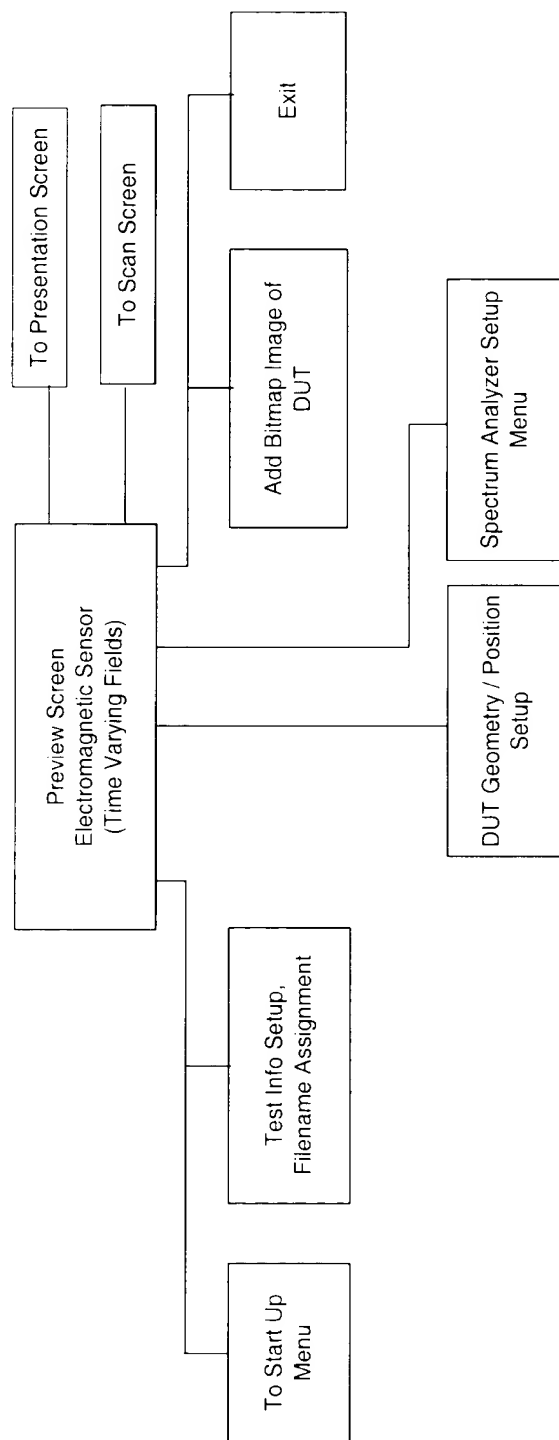 To Presentation Screen
To Scan Screen
Preview Screen
Electromagnetic Sensor
(Time Varying Fields)
To Start Up
Menu
Test Info Setup,
Filename Assignment
Add Bitmap Image of
DUT
Exit
DUT Geometry / Position
Setup
Spectrum Analyzer Setup
Menu